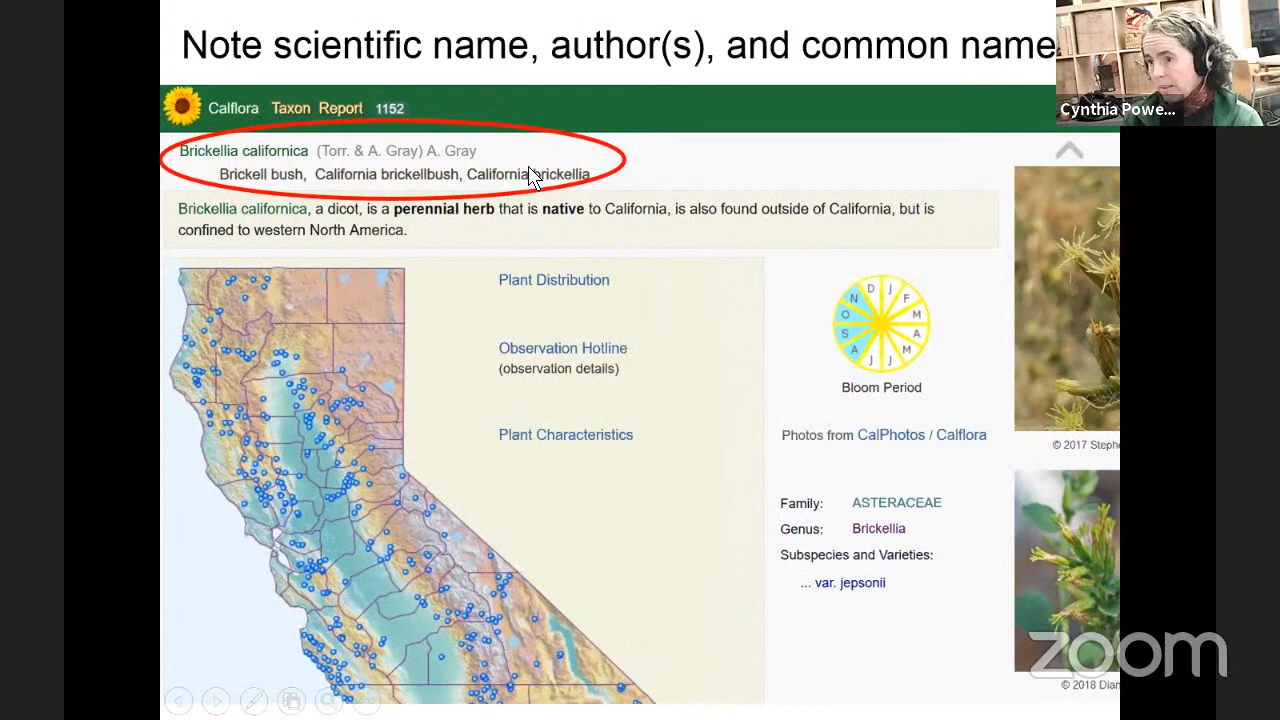 Note scientific name, author(s), and common name
Cynthia Powe...
Calflora Taxon Report 1152
Brickellia californica (Torr. & A. Gray) A. Gray
Brickell bush, California brickellbush, California brickellia
Brickellia californica, a dicot, is a perennial herb that is native to California, is also found outside of California, but is
confined to western North America.
Plant Distribution
Observation Hotline
(observation details)
Plant Characteristics
D J F M A M J J A S O N
Bloom Period
Photos from CalPhotos / Calflora
Family: ASTERACEAE
Genus: Brickellia
Subspecies and Varieties:
... var. jepsonii
© 2017 Stephe
© 2018 Dian
zoom